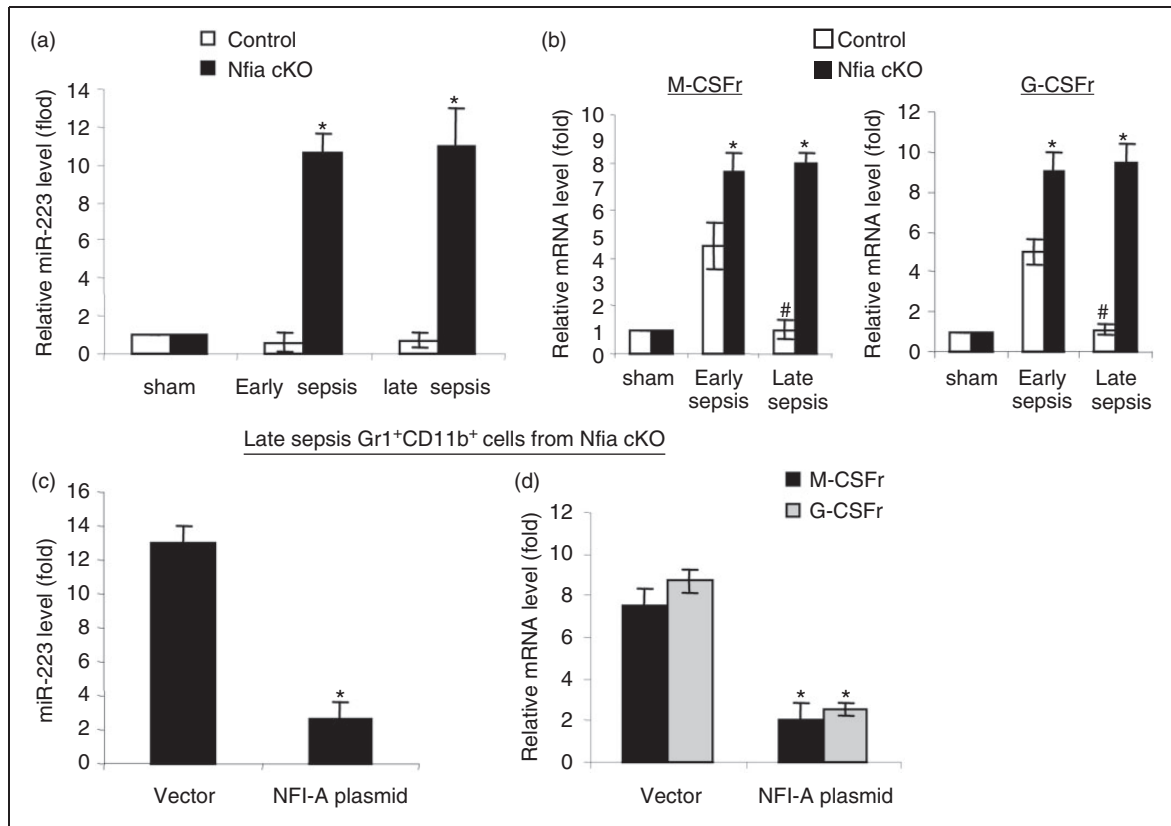 (a)
Control
Nfia cKO
Relative miR-223 level (flod)
14
12
10
8
6
4
2
0
*
*
sham
Early sepsis
late sepsis
(b)
Control
Nfia cKO
M-CSFr
Relative mRNA level (fold)
10
9
8
7
6
5
4
3
2
1
0
*
*
#
sham
Early sepsis
Late sepsis
G-CSFr
Relative mRNA level (fold)
12
10
8
6
4
2
0
*
*
#
sham
Early sepsis
Late sepsis
Late sepsis Gr1⁺CD11b⁺ cells from Nfia cKO
(c)
miR-223 level (fold)
16
14
12
10
8
6
4
2
0
*
Vector
NFI-A plasmid
(d)
M-CSFr
G-CSFr
Relative mRNA level (fold)
12
10
8
6
4
2
0
*
*
Vector
NFI-A plasmid